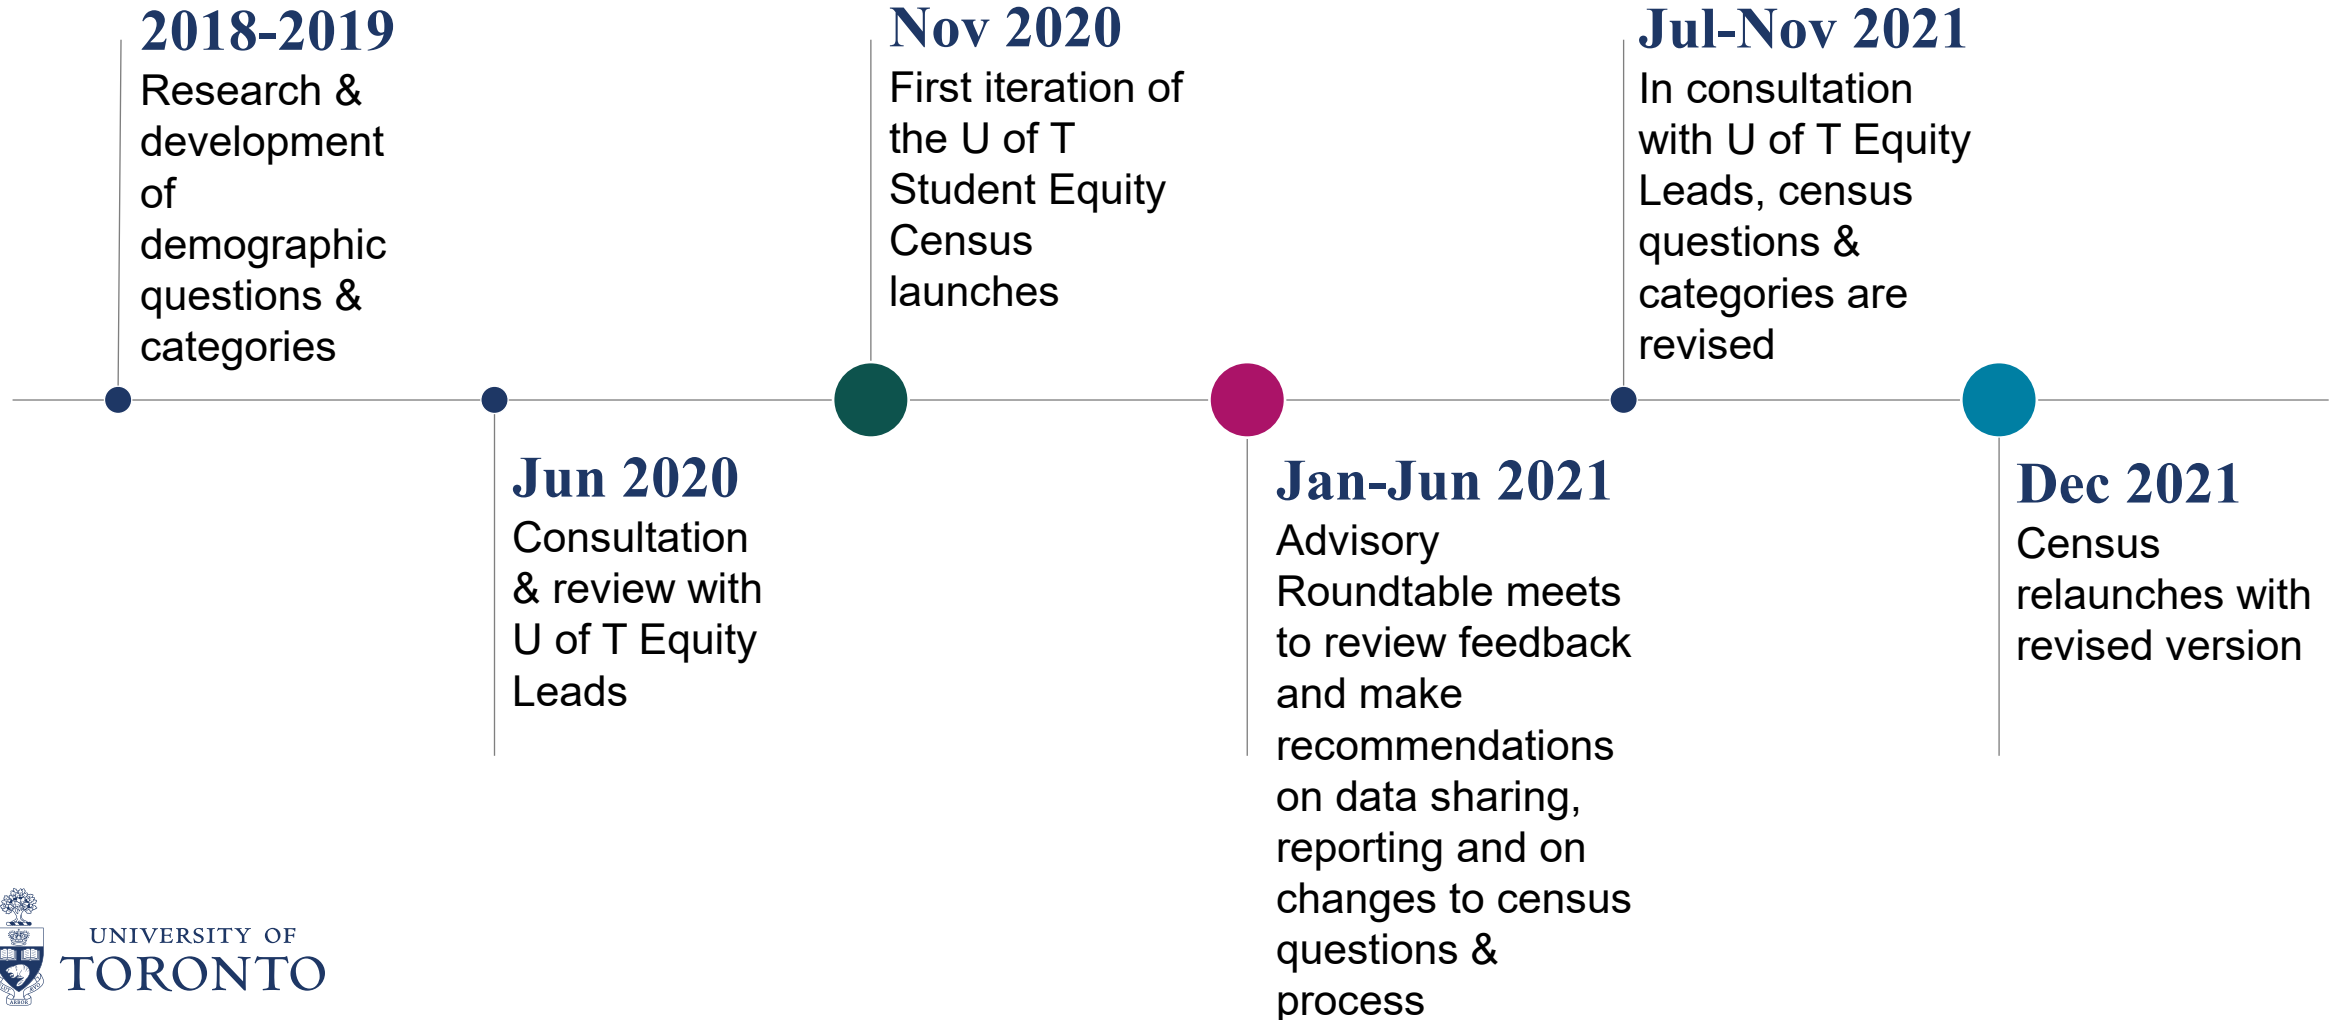 2018-2019
Research &
development
of
demographic
questions &
categories
Jun 2020
Consultation
& review with
U of T Equity
Leads
Nov 2020
First iteration of
the U of T
Student Equity
Census
launches
Jan-Jun 2021
Advisory
Roundtable meets
to review feedback
and make
recommendations
on data sharing,
reporting and on
changes to census
questions &
process
Jul-Nov 2021
In consultation
with U of T Equity
Leads, census
questions &
categories are
revised
Dec 2021
Census
relaunches with
revised version
UNIVERSITY OF
TORONTO
ARBOR